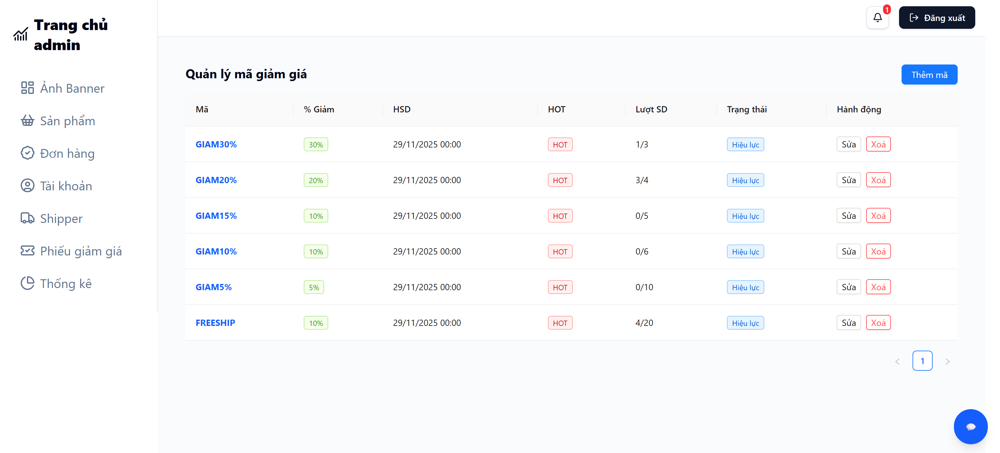 Trang chủ
admin
Ảnh Banner
Sản phẩm
Đơn hàng
Tài khoản
Shipper
Phiếu giảm giá
Thống kê
1
Đăng xuất
Quản lý mã giảm giá
Thêm mã
Mã % Giảm HSD HOT Lượt SD Trạng thái Hành động
GIAM30% 30% 29/11/2025 00:00 HOT 1/3 Hiệu lực Sửa Xoá
GIAM20% 20% 29/11/2025 00:00 HOT 3/4 Hiệu lực Sửa Xoá
GIAM15% 10% 29/11/2025 00:00 HOT 0/5 Hiệu lực Sửa Xoá
GIAM10% 10% 29/11/2025 00:00 HOT 0/6 Hiệu lực Sửa Xoá
GIAM5% 5% 29/11/2025 00:00 HOT 0/10 Hiệu lực Sửa Xoá
FREESHIP 10% 29/11/2025 00:00 HOT 4/20 Hiệu lực Sửa Xoá
< 1 >